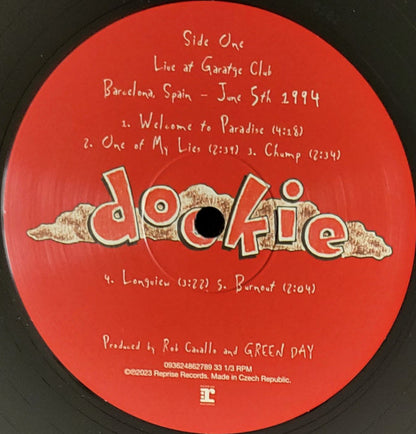 Side One
Live at Garatge Club
Barcelona, Spain – June 5th 1994
1. Welcome to Paradise (4:18)
2. One of My Lies (2:39) 3. Chump (2:34)
dookie
4. Longview (3:22) 5. Burnout (2:04)
Produced by Rob Cavallo and GREEN DAY
093624862789 33 1/3 RPM
©℗2023 Reprise Records. Made in Czech Republic.
r